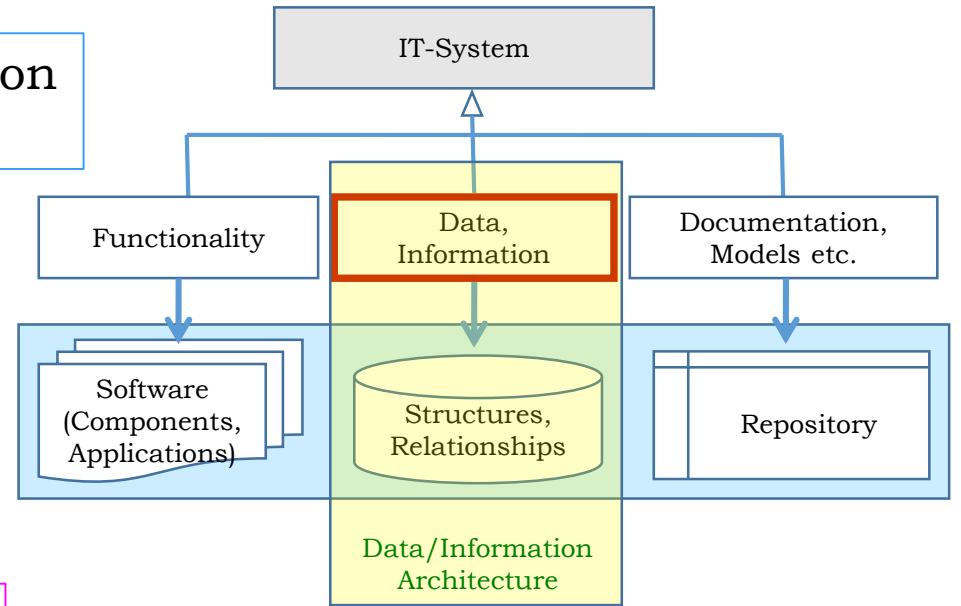 on
IT-System
Functionality
Data,
Information
Documentation,
Models etc.
Software
(Components,
Applications)
Structures,
Relationships
Repository
Data/Information
Architecture